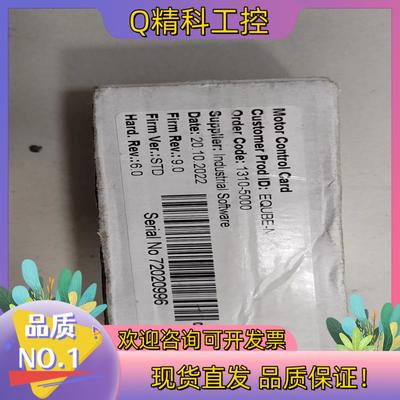 Q精科工控
Motor Control Card
Customer Prod ID: EQUBE-
Order Code: 1310-5000
Supplier: Industrial Software
Date: 20.10.2022
Firm Rev.:9.0
Firm Ver.:STD
Hard. Rev.:6.0
Serial No 72020996
品质
NO.1
欢迎咨询可开发票
现货直发 品质保证!